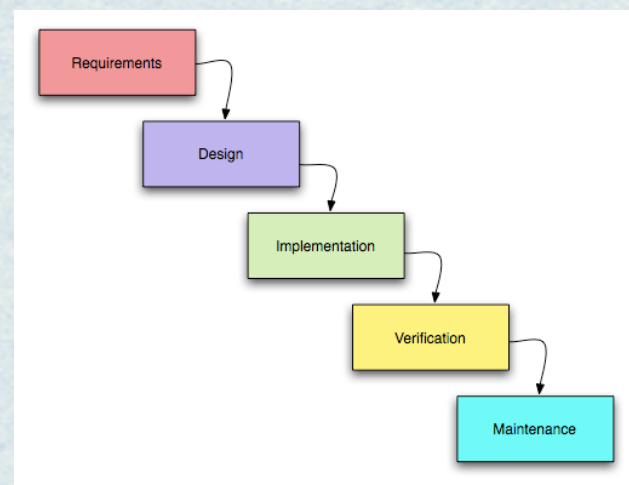 Requirements
Design
Implementation
Verification
Maintenance